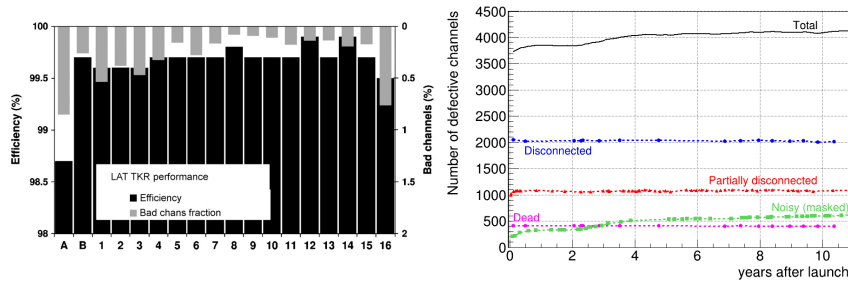 100
99.5
99
98.5
98
Efficiency (%)
LAT TKR performance
Efficiency
Bad chans fraction
0
0.5
1
1.5
2
Bad channels (%)
A B 1 2 3 4 5 6 7 8 9 10 11 12 13 14 15 16
4500
4000
3500
3000
2500
2000
1500
1000
500
0
Number of defective channels
Total
Disconnected
Partially disconnected
Noisy (masked)
Dead
0 2 4 6 8 10
years after launch